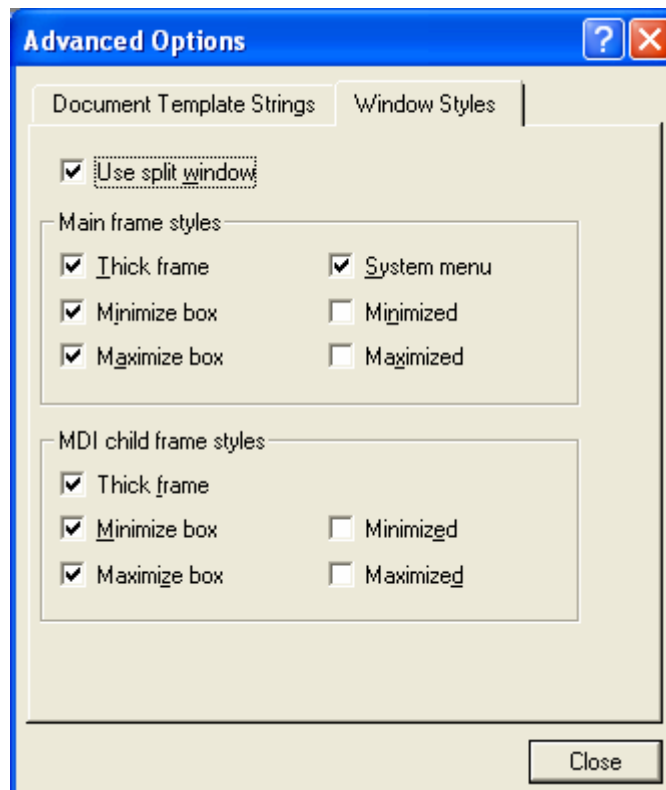 Advanced Options
?
Document Template Strings Window Styles
Use split window
Main frame styles
Thick frame System menu
Minimize box Minimized
Maximize box Maximized
MDI child frame styles
Thick frame
Minimize box Minimized
Maximize box Maximized
Close